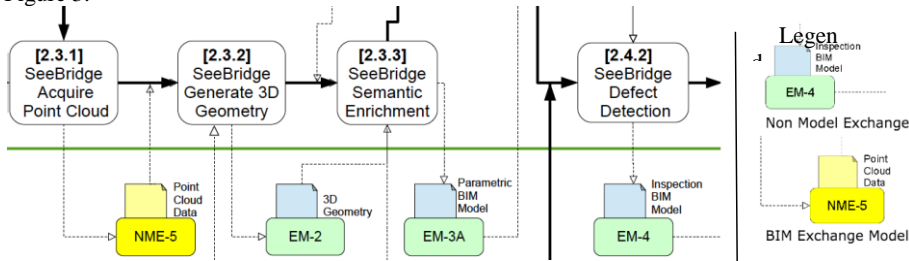 [2.3.1]
SeeBridge
Acquire
Point Cloud
[2.3.2]
SeeBridge
Generate 3D
Geometry
[2.3.3]
SeeBridge
Semantic
Enrichment
[2.4.2]
SeeBridge
Defect
Detection
Point
Cloud
Data
NME-5
3D
Geometry
EM-2
Parametric
BIM
Model
EM-3A
Inspection
BIM
Model
EM-4
Legen
Inspection
BIM
Model
EM-4
Non Model Exchange
Point
Cloud
Data
NME-5
BIM Exchange Model